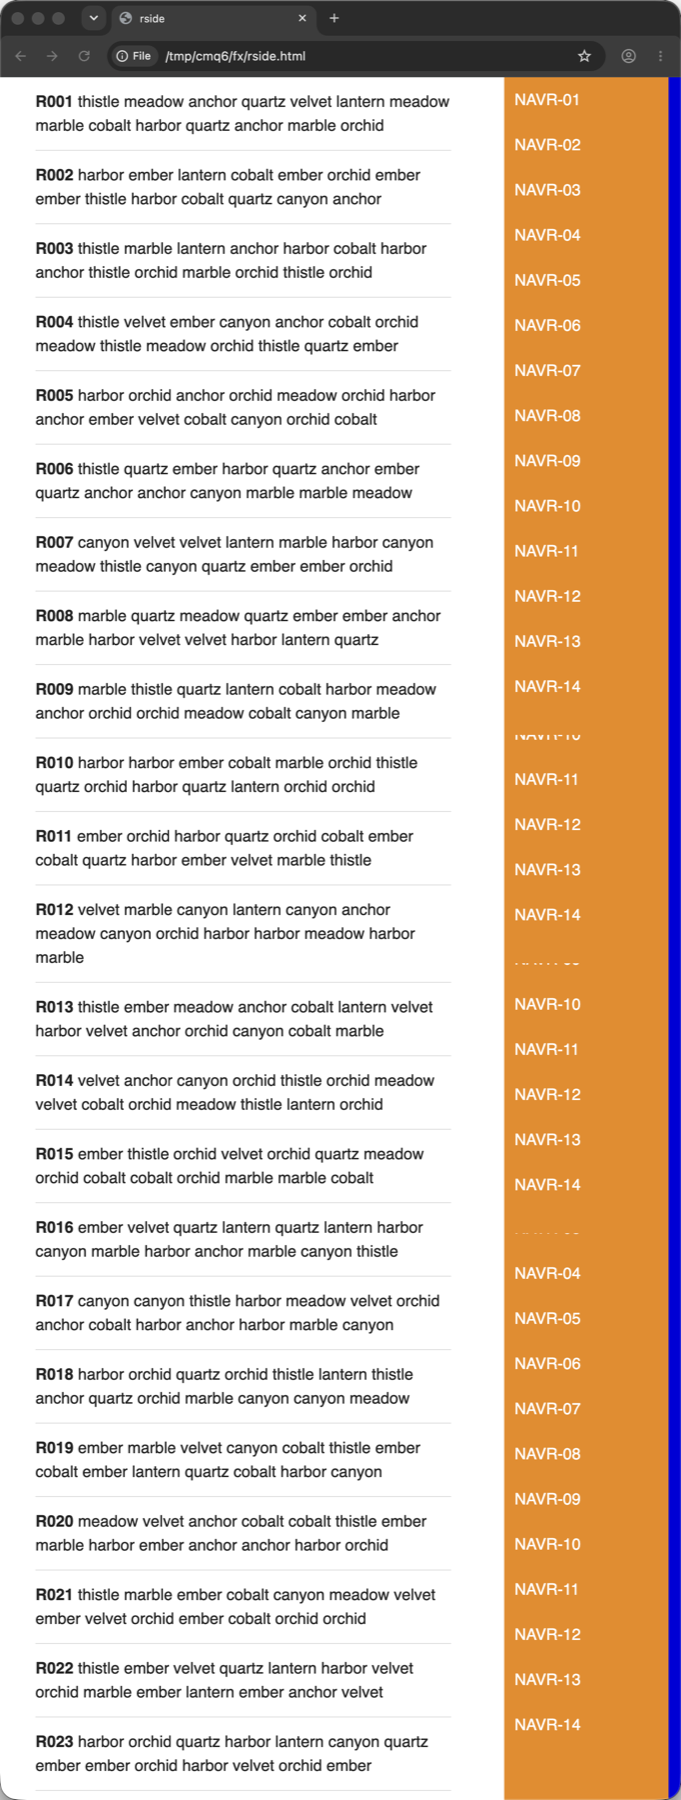 rside
File /tmp/cmq6/fx/rside.html
R001 thistle meadow anchor quartz velvet lantern meadow
marble cobalt harbor quartz anchor marble orchid
R002 harbor ember lantern cobalt ember orchid ember
ember thistle harbor cobalt quartz canyon anchor
R003 thistle marble lantern anchor harbor cobalt harbor
anchor thistle orchid marble orchid thistle orchid
R004 thistle velvet ember canyon anchor cobalt orchid
meadow thistle meadow orchid thistle quartz ember
R005 harbor orchid anchor orchid meadow orchid harbor
anchor ember velvet cobalt canyon orchid cobalt
R006 thistle quartz ember harbor quartz anchor ember
quartz anchor anchor canyon marble marble meadow
R007 canyon velvet velvet lantern marble harbor canyon
meadow thistle canyon quartz ember ember orchid
R008 marble quartz meadow quartz ember ember anchor
marble harbor velvet velvet harbor lantern quartz
R009 marble thistle quartz lantern cobalt harbor meadow
anchor orchid orchid meadow cobalt canyon marble
R010 harbor harbor ember cobalt marble orchid thistle
quartz orchid harbor quartz lantern orchid orchid
R011 ember orchid harbor quartz orchid cobalt ember
cobalt quartz harbor ember velvet marble thistle
R012 velvet marble canyon lantern canyon anchor
meadow canyon orchid harbor harbor meadow harbor
marble
R013 thistle ember meadow anchor cobalt lantern velvet
harbor velvet anchor orchid canyon cobalt marble
R014 velvet anchor canyon orchid thistle orchid meadow
velvet cobalt orchid meadow thistle lantern orchid
R015 ember thistle orchid velvet orchid quartz meadow
orchid cobalt cobalt orchid marble marble cobalt
R016 ember velvet quartz lantern quartz lantern harbor
canyon marble harbor anchor marble canyon thistle
R017 canyon canyon thistle harbor meadow velvet orchid
anchor cobalt harbor anchor harbor marble canyon
R018 harbor orchid quartz orchid thistle lantern thistle
anchor quartz orchid marble canyon canyon meadow
R019 ember marble velvet canyon cobalt thistle ember
cobalt ember lantern quartz cobalt harbor canyon
R020 meadow velvet anchor cobalt cobalt thistle ember
marble harbor ember anchor anchor harbor orchid
R021 thistle marble ember cobalt canyon meadow velvet
ember velvet orchid ember cobalt orchid orchid
R022 thistle ember velvet quartz lantern harbor velvet
orchid marble ember lantern ember anchor velvet
R023 harbor orchid quartz harbor lantern canyon quartz
ember ember orchid harbor velvet orchid ember
NAVR-01
NAVR-02
NAVR-03
NAVR-04
NAVR-05
NAVR-06
NAVR-07
NAVR-08
NAVR-09
NAVR-10
NAVR-11
NAVR-12
NAVR-13
NAVR-14
NAVR-11
NAVR-12
NAVR-13
NAVR-14
NAVR-10
NAVR-11
NAVR-12
NAVR-13
NAVR-14
NAVR-04
NAVR-05
NAVR-06
NAVR-07
NAVR-08
NAVR-09
NAVR-10
NAVR-11
NAVR-12
NAVR-13
NAVR-14